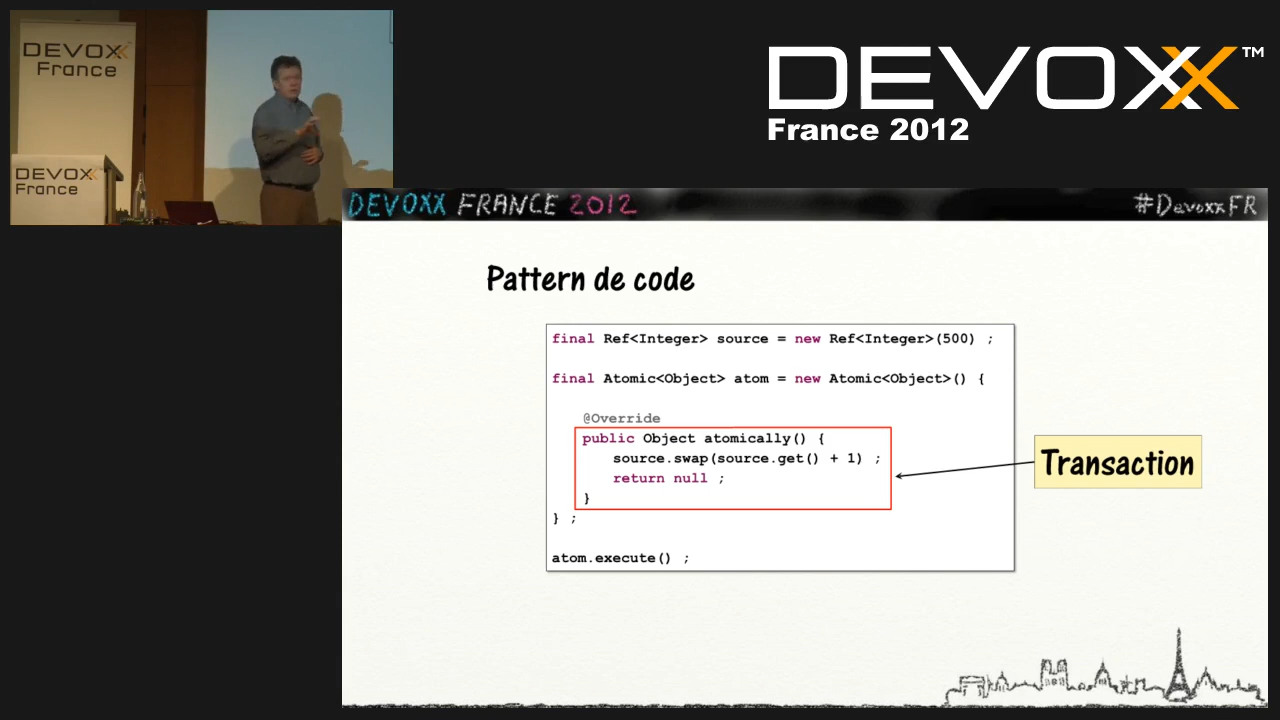 DEVOXX
France
DEVOXX
France
DEVOXX™
France 2012
DEVOXX FRANCE 2012
#DevoxxFR
Pattern de code
final Ref<Integer> source = new Ref<Integer>(500) ;
final Atomic<Object> atom = new Atomic<Object>() {
@Override
public Object atomically() {
source.swap(source.get() + 1) ;
return null ;
}
} ;
atom.execute() ;
Transaction